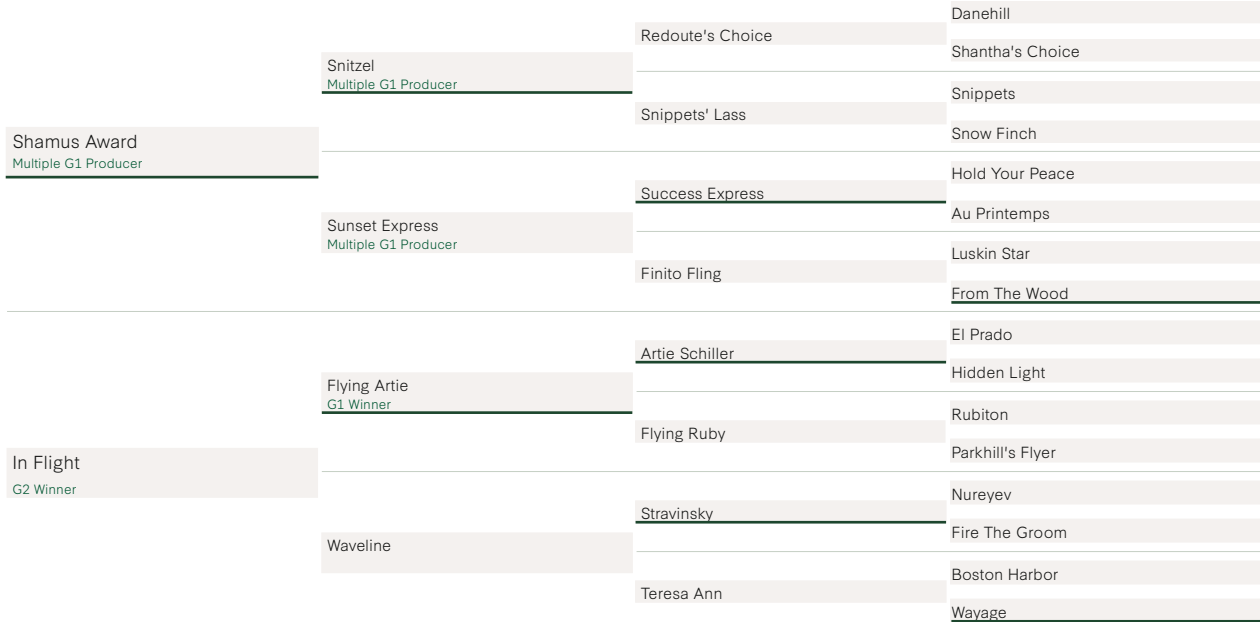 Shamus Award
Multiple G1 Producer
In Flight
G2 Winner
Snitzel
Multiple G1 Producer
Sunset Express
Multiple G1 Producer
Flying Artie
G1 Winner
Waveline
Redoute's Choice
Snippets' Lass
Success Express
Finito Fling
Artie Schiller
Flying Ruby
Stravinsky
Teresa Ann
Danehill
Shantha's Choice
Snippets
Snow Finch
Hold Your Peace
Au Printemps
Luskin Star
From The Wood
El Prado
Hidden Light
Rubiton
Parkhill's Flyer
Nureyev
Fire The Groom
Boston Harbor
Wayage